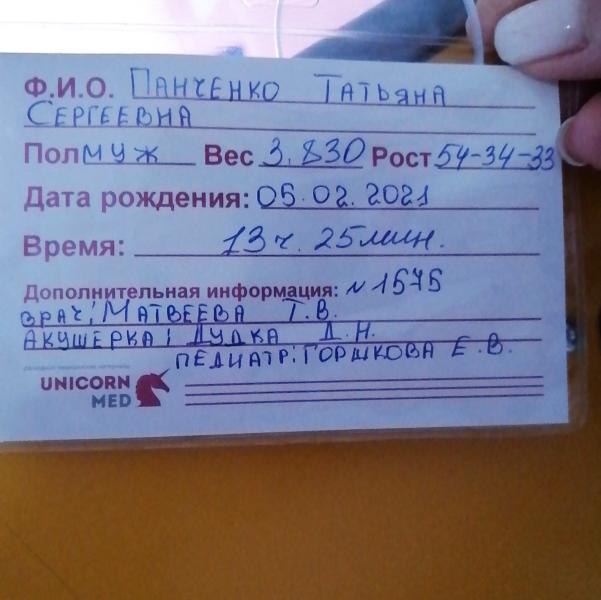 Ф.И.О. Панченко Татьяна
Сергеевна
Пол муж Вес 3.830 Рост 54-34-33
Дата рождения: 05.02.2021
Время: 13ч. 25мин.
Дополнительная информация: N 1575
врач: Матвеева Т.В.
Акушерка: Дудка Д.Н.
Педиатр: Горшкова Е.В.
UNICORN
MED